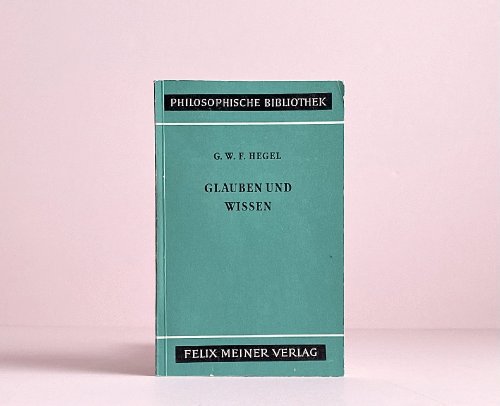 PHILOSOPHISCHE BIBLIOTHEK
G. W. F. HEGEL
GLAUBEN UND
WISSEN
FELIX MEINER VERLAG